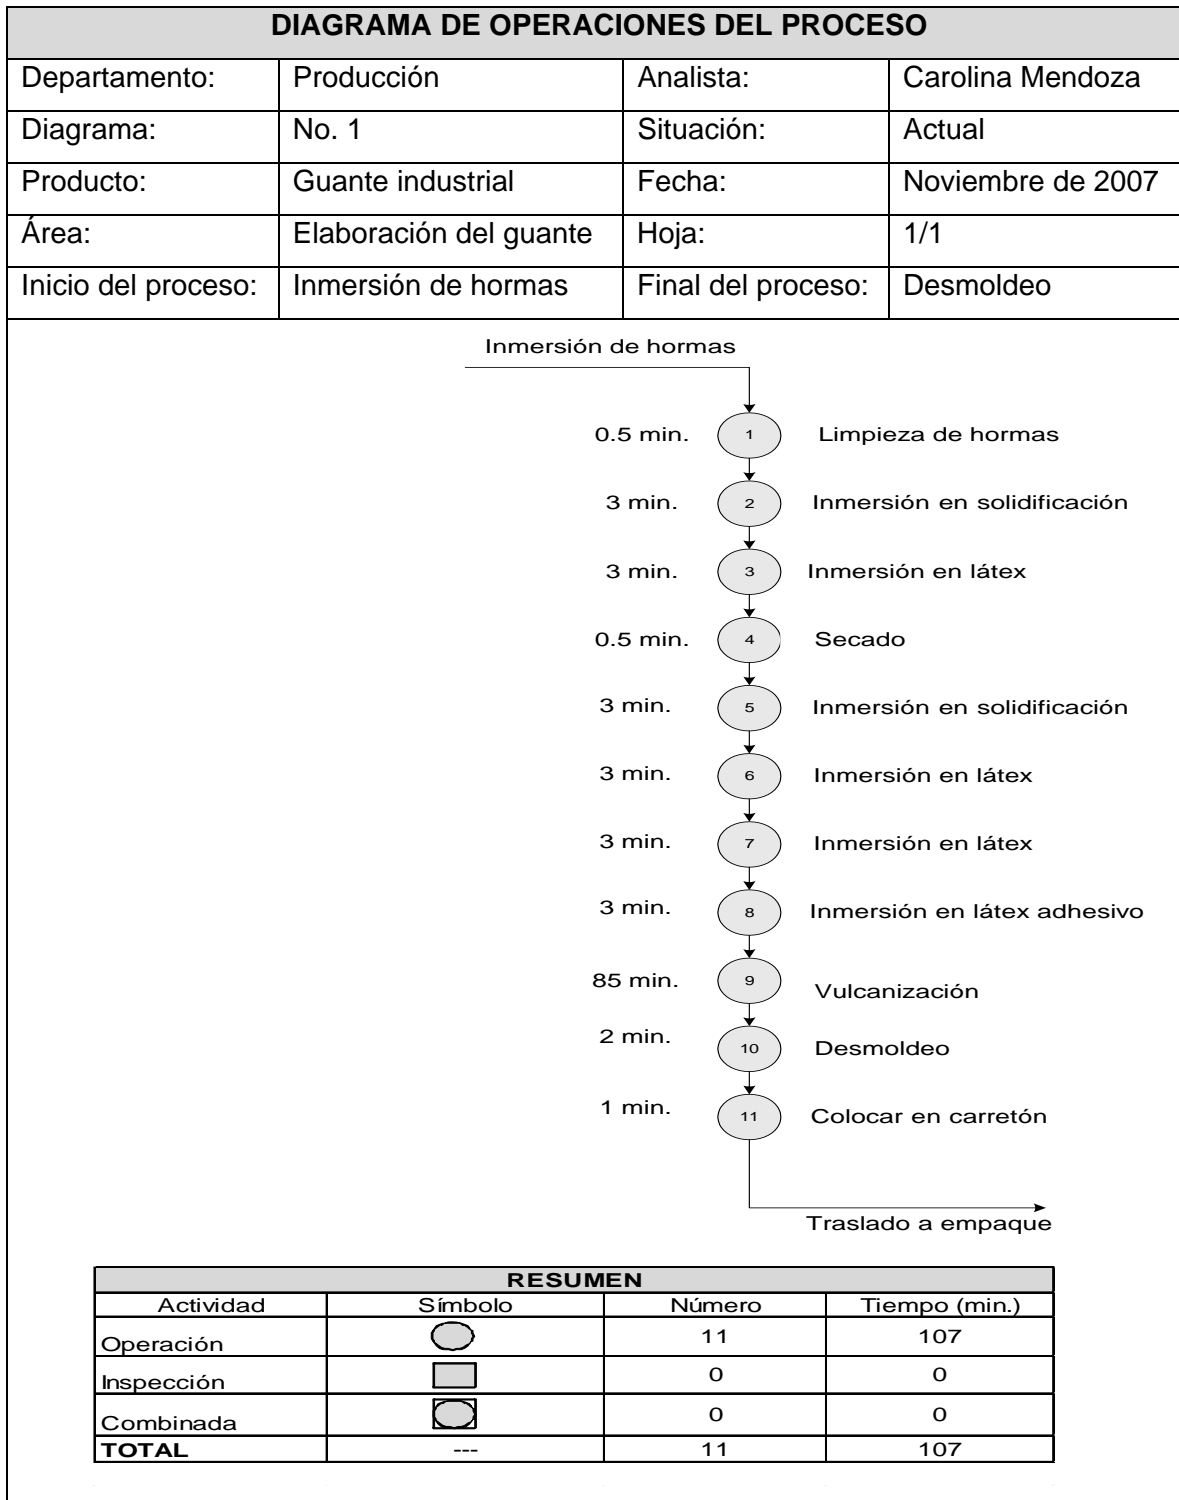 DIAGRAMA DE OPERACIONES DEL PROCESO
Departamento: Producción Analista: Carolina Mendoza
Diagrama: No. 1 Situación: Actual
Producto: Guante industrial Fecha: Noviembre de 2007
Área: Elaboración del guante Hoja: 1/1
Inicio del proceso: Inmersión de hormas Final del proceso: Desmoldeo
Inmersión de hormas
0.5 min. 1 Limpieza de hormas
3 min. 2 Inmersión en solidificación
3 min. 3 Inmersión en látex
0.5 min. 4 Secado
3 min. 5 Inmersión en solidificación
3 min. 6 Inmersión en látex
3 min. 7 Inmersión en látex
3 min. 8 Inmersión en látex adhesivo
85 min. 9 Vulcanización
2 min. 10 Desmoldeo
1 min. 11 Colocar en carretón
Traslado a empaque
RESUMEN
Actividad Símbolo Número Tiempo (min.)
Operación 11 107
Inspección 0 0
Combinada 0 0
TOTAL --- 11 107